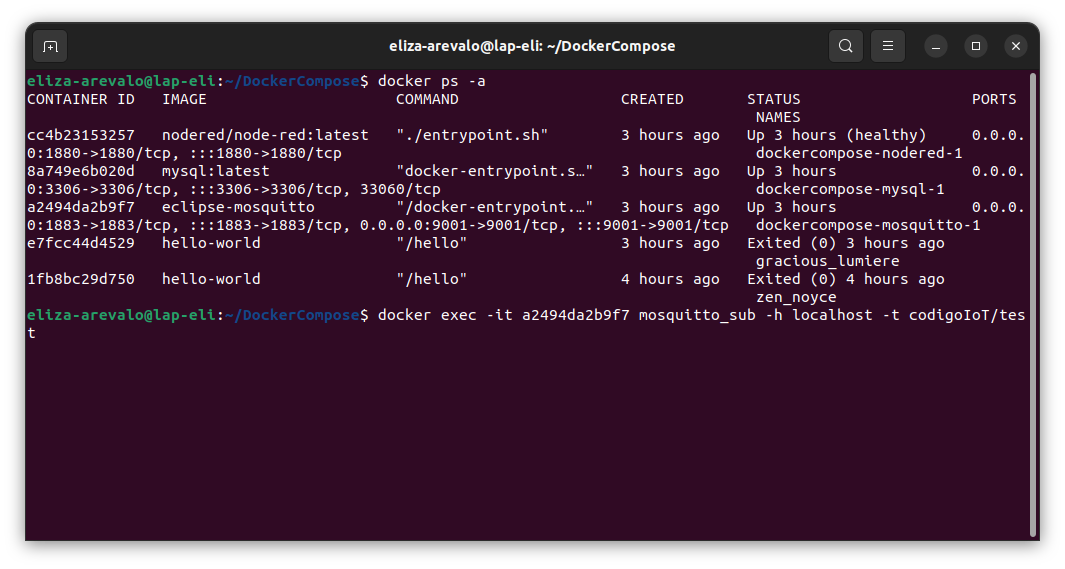 eliza-arevalo@lap-eli: ~/DockerCompose
eliza-arevalo@lap-eli:~/DockerCompose$ docker ps -a
CONTAINER ID   IMAGE                     COMMAND                  CREATED       STATUS                   PORTS
                                                                                 NAMES
cc4b23153257   nodered/node-red:latest   "./entrypoint.sh"        3 hours ago   Up 3 hours (healthy)     0.0.0.
0:1880->1880/tcp, :::1880->1880/tcp                                              dockercompose-nodered-1
8a749e6b020d   mysql:latest              "docker-entrypoint.s…"   3 hours ago   Up 3 hours               0.0.0.
0:3306->3306/tcp, :::3306->3306/tcp, 33060/tcp                                   dockercompose-mysql-1
a2494da2b9f7   eclipse-mosquitto         "/docker-entrypoint.…"   3 hours ago   Up 3 hours               0.0.0.
0:1883->1883/tcp, :::1883->1883/tcp, 0.0.0.0:9001->9001/tcp, :::9001->9001/tcp   dockercompose-mosquitto-1
e7fcc44d4529   hello-world               "/hello"                 3 hours ago   Exited (0) 3 hours ago
                                                                                 gracious_lumiere
1fb8bc29d750   hello-world               "/hello"                 4 hours ago   Exited (0) 4 hours ago
                                                                                 zen_noyce
eliza-arevalo@lap-eli:~/DockerCompose$ docker exec -it a2494da2b9f7 mosquitto_sub -h localhost -t codigoIoT/tes
t